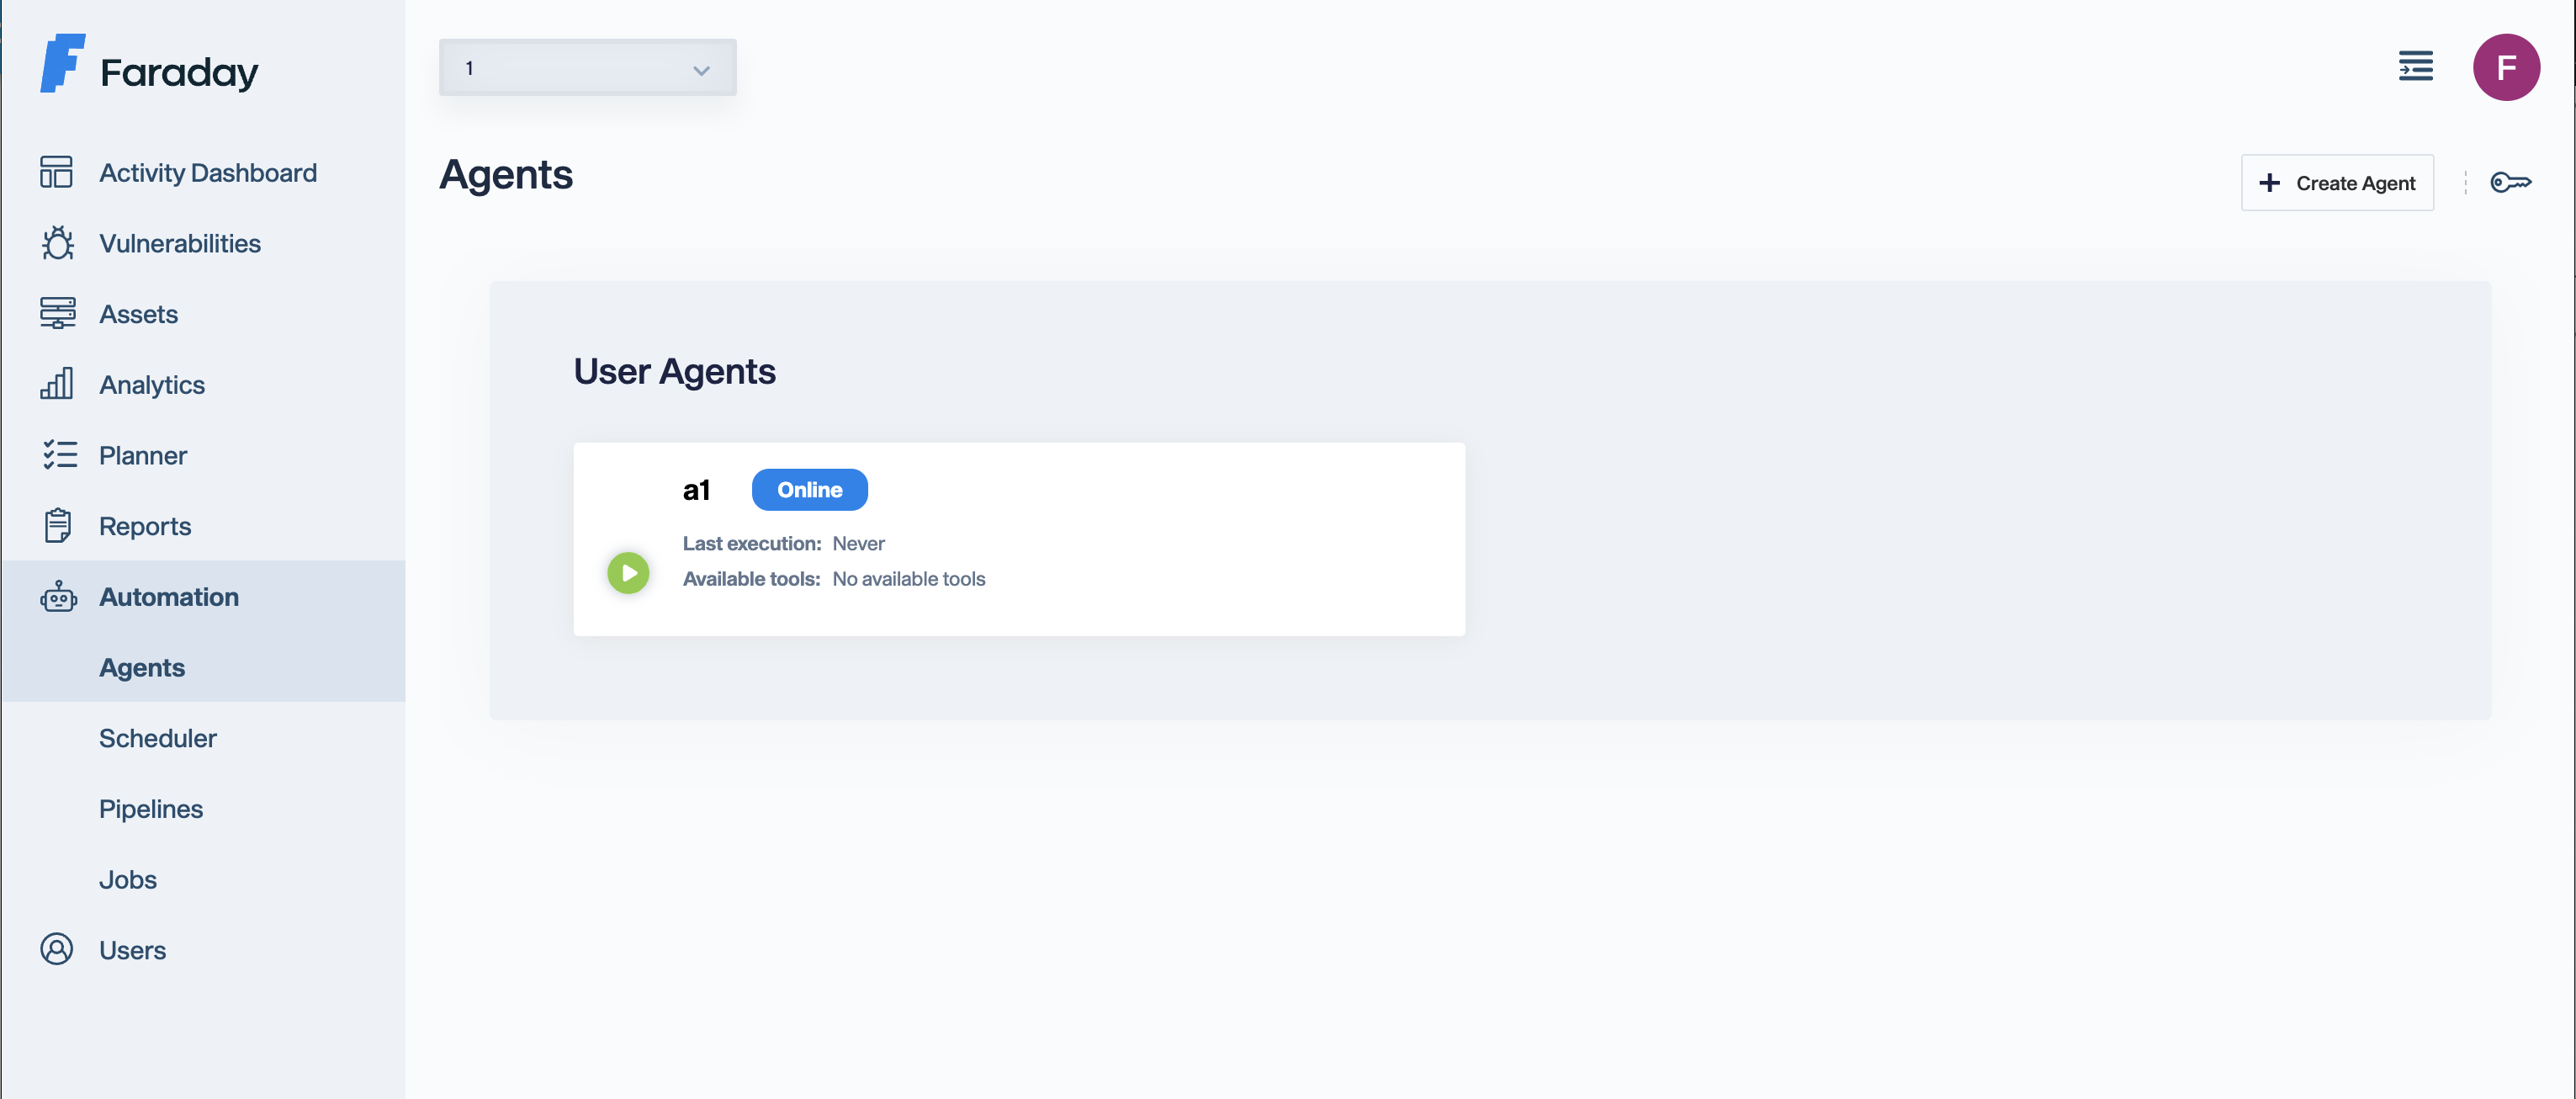 Faraday
Activity Dashboard
Vulnerabilities
Assets
Analytics
Planner
Reports
Automation
Agents
Scheduler
Pipelines
Jobs
Users
1
F
Agents
Create Agent
User Agents
a1 Online
Last execution: Never
Available tools: No available tools